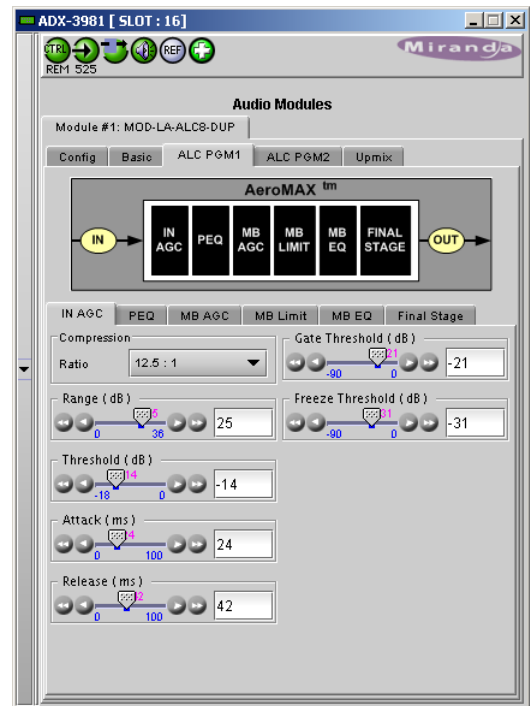 ADX-3981 [ SLOT : 16]
CTRL REF
REM 525
Miranda
Audio Modules
Module #1: MOD-LA-ALC8-DUP
Config Basic ALC PGM1 ALC PGM2 Upmix
AeroMAX tm
IN
IN AGC
PEQ
MB AGC
MB LIMIT
MB EQ
FINAL STAGE
OUT
IN AGC PEQ MB AGC MB Limit MB EQ Final Stage
Compression
Ratio 12.5 : 1
Range ( dB )
0 36 25
Threshold ( dB )
14
-18 0 -14
Attack ( ms )
0 100 24
Release ( ms )
0 100 42
Gate Threshold ( dB )
21
-90 0 -21
Freeze Threshold ( dB )
31
-90 0 -31